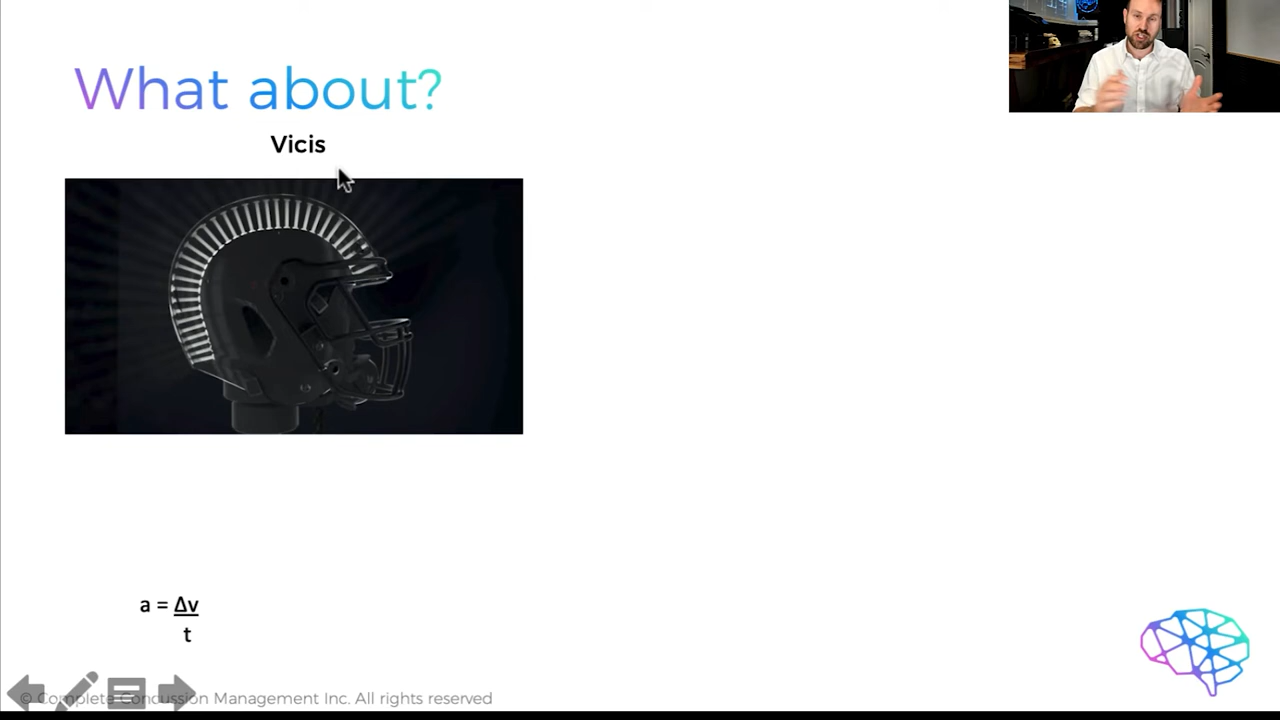 What about?
Vicis
a = Δv
t
© Complete Concussion Management Inc. All rights reserved